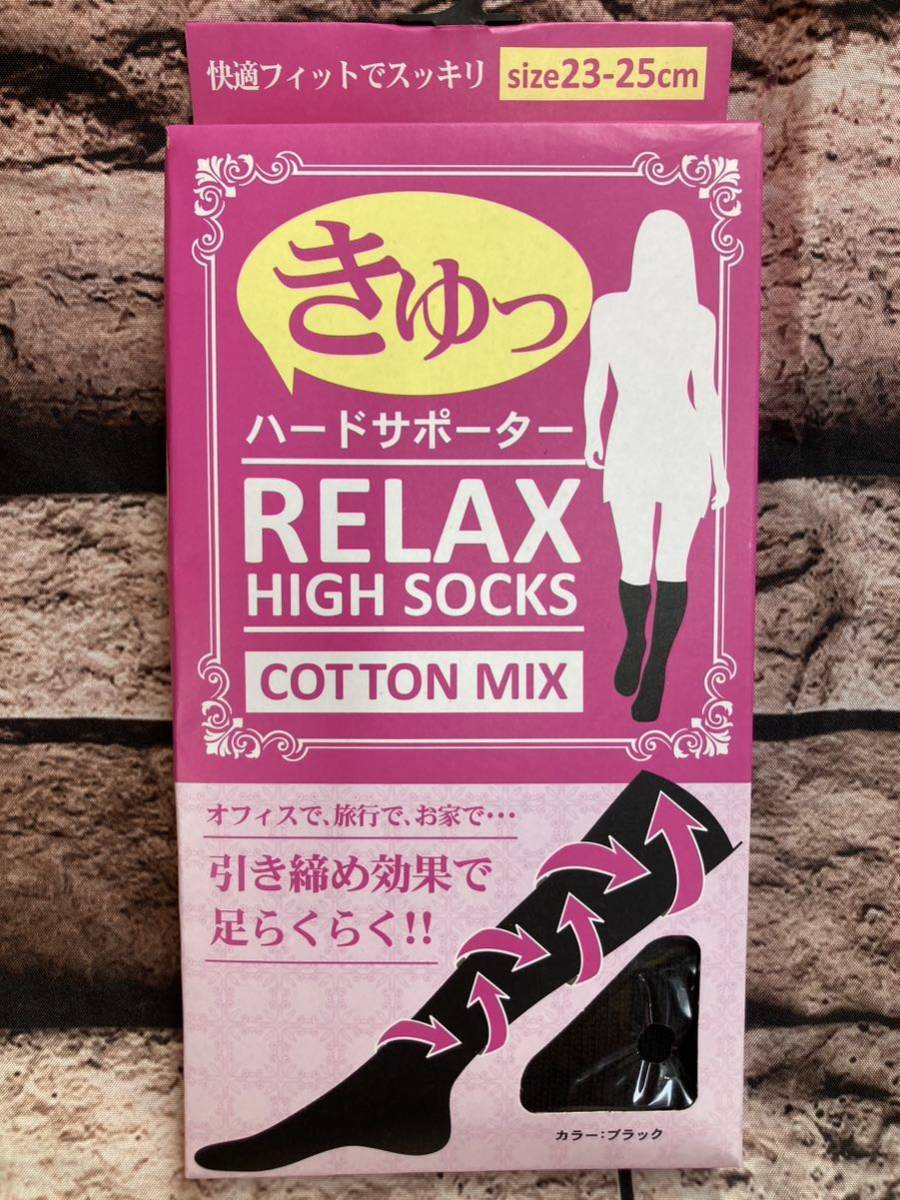 快適フィットでスッキリ size23-25cm
きゅっ
ハードサポーター
RELAX
HIGH SOCKS
COTTON MIX
オフィスで、旅行で、お家で･･･
引き締め効果で
足らくらく!!
カラー:ブラック